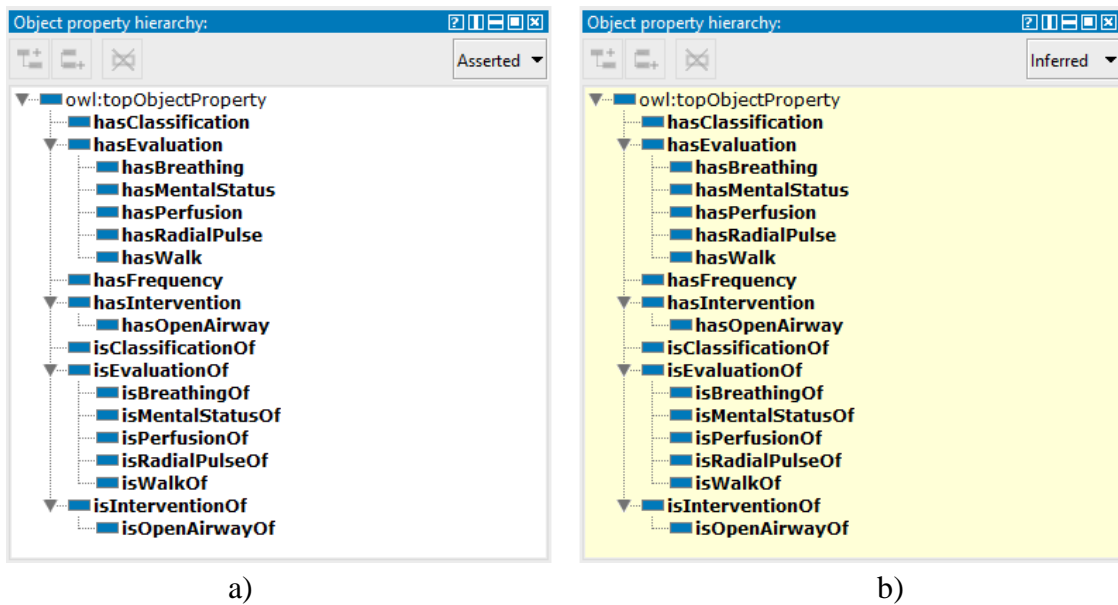 Object property hierarchy:
Asserted
owl:topObjectProperty
hasClassification
hasEvaluation
hasBreathing
hasMentalStatus
hasPerfusion
hasRadialPulse
hasWalk
hasFrequency
hasIntervention
hasOpenAirway
isClassificationOf
isEvaluationOf
isBreathingOf
isMentalStatusOf
isPerfusionOf
isRadialPulseOf
isWalkOf
isInterventionOf
isOpenAirwayOf
a)
Object property hierarchy:
Inferred
owl:topObjectProperty
hasClassification
hasEvaluation
hasBreathing
hasMentalStatus
hasPerfusion
hasRadialPulse
hasWalk
hasFrequency
hasIntervention
hasOpenAirway
isClassificationOf
isEvaluationOf
isBreathingOf
isMentalStatusOf
isPerfusionOf
isRadialPulseOf
isWalkOf
isInterventionOf
isOpenAirwayOf
b)